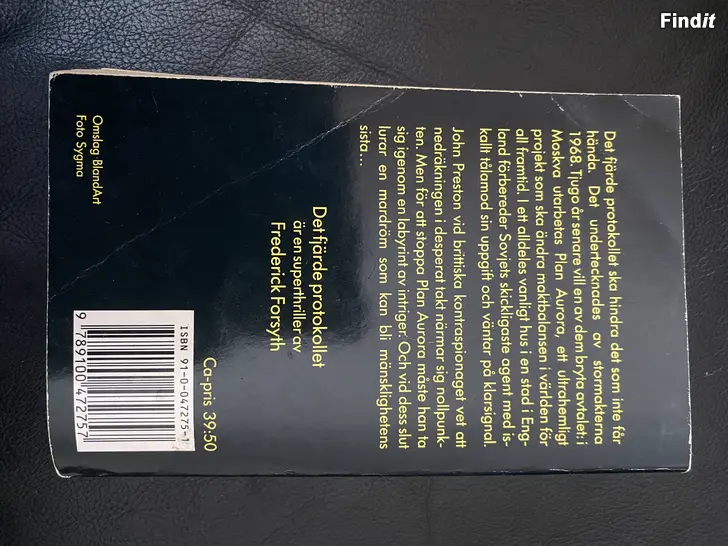 Findit
Det fjärde protokollet ska hindra det som inte får
hända. Det undertecknades av stormakterna
1968. Tjugo år senare vill en av dem bryta avtalet: i
Moskva utarbetas Plan Aurora, ett ultrahemligt
projekt som ska ändra maktbalansen i världen för
all framtid. I ett alldeles vanligt hus i en stad i Eng-
land förbereder Sovjets skickligaste agent med is-
kallt tålamod sin uppgift och väntar på klarsignal.
John Preston vid brittiska kontraspionaget vet att
nedräkningen i desperat takt närmar sig nollpunk-
ten. Men för att stoppa Plan Aurora måste han ta
sig igenom en labyrint av intriger. Och vid dess slut
lurar en mardröm som kan bli mänsklighetens
sista...
Det fjärde protokollet
är en superthriller av
Frederick Forsyth
Omslag BlandArt
Foto Sygma
Ca-pris 39:50
ISBN 91-0-047275-1
9 789100 472757